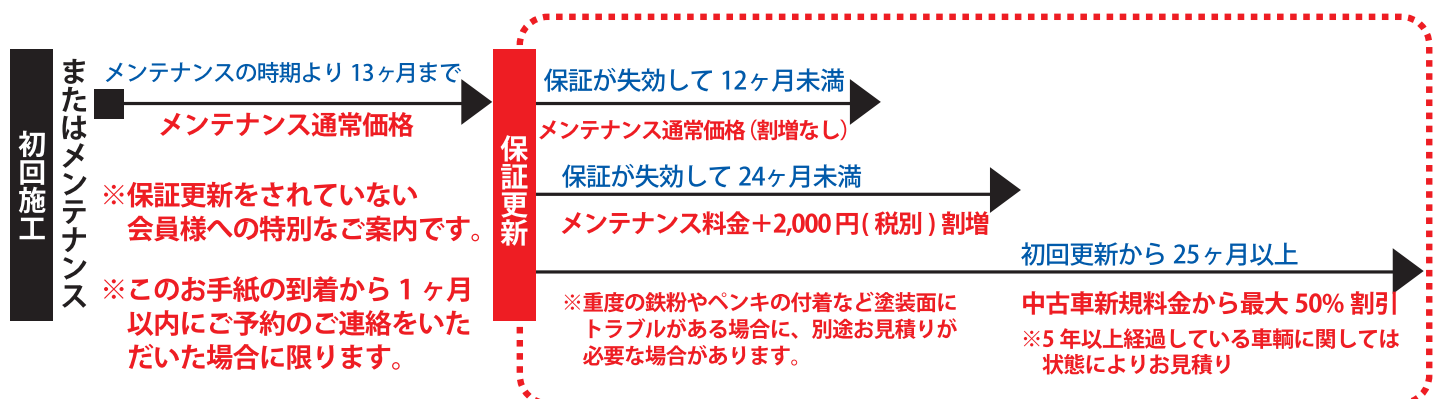 初回施工
またはメンテナンス
メンテナンスの時期より13ヶ月まで
メンテナンス通常価格
※保証更新をされていない
会員様への特別なご案内です。
※このお手紙の到着から1ヶ月
以内にご予約のご連絡をいた
だいた場合に限ります。
保証更新
保証が失効して12ヶ月未満
メンテナンス通常価格(割増なし)
保証が失効して24ヶ月未満
メンテナンス料金+2,000円(税別)割増
初回更新から25ヶ月以上
中古車新規料金から最大50%割引
※5年以上経過している車輌に関しては
状態によりお見積り
※重度の鉄粉やペンキの付着など塗装面に
トラブルがある場合に、別途お見積りが
必要な場合があります。